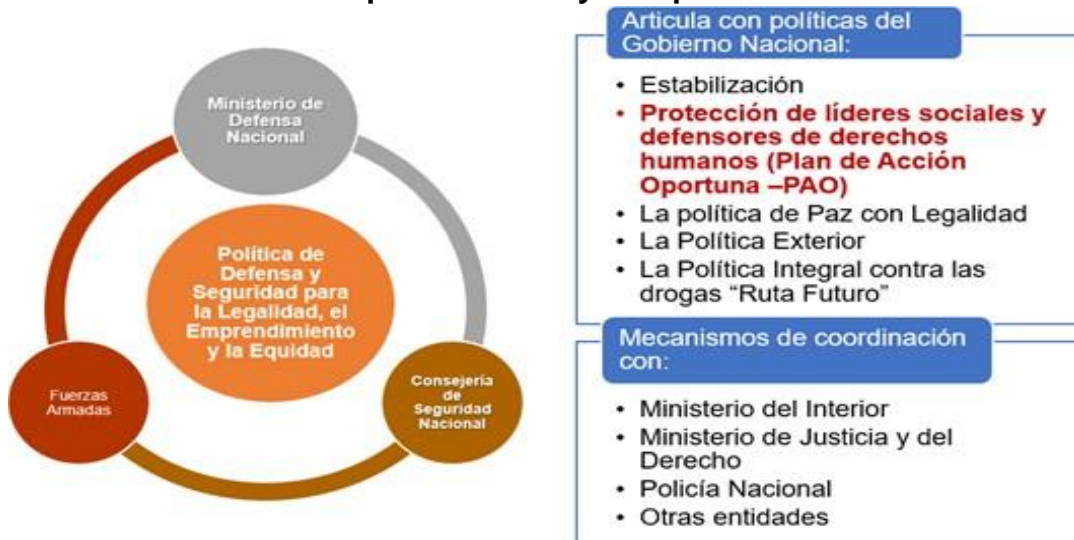 Ministerio de
Defensa
Nacional
Política de
Defensa y
Seguridad para
la Legalidad, el
Emprendimiento
y la Equidad
Fuerzas
Armadas
Consejería
de
Seguridad
Nacional
Articula con políticas del
Gobierno Nacional:
• Estabilización
• Protección de líderes sociales y
defensores de derechos
humanos (Plan de Acción
Oportuna –PAO)
• La política de Paz con Legalidad
• La Política Exterior
• La Política Integral contra las
drogas “Ruta Futuro”
Mecanismos de coordinación
con:
• Ministerio del Interior
• Ministerio de Justicia y del
Derecho
• Policía Nacional
• Otras entidades